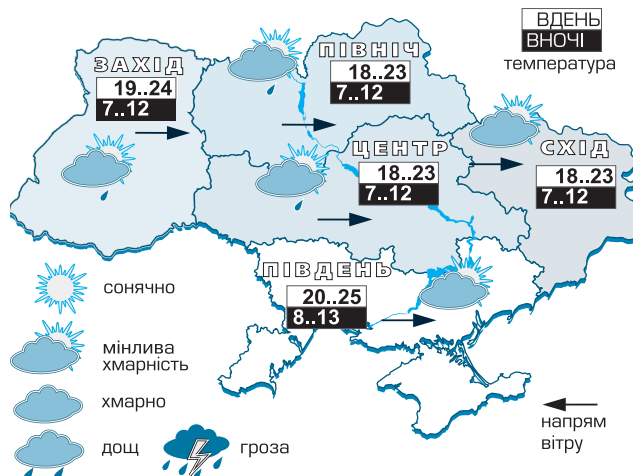 ВДЕНЬ
ВНОЧІ
температура
ПІВНІЧ
18..23
7..12
ЗАХІД
19..24
7..12
ЦЕНТР
18..23
7..12
СХІД
18..23
7..12
ПІВДЕНЬ
20..25
8..13
сонячно
мінлива
хмарність
хмарно
дощ
гроза
напрям
вітру